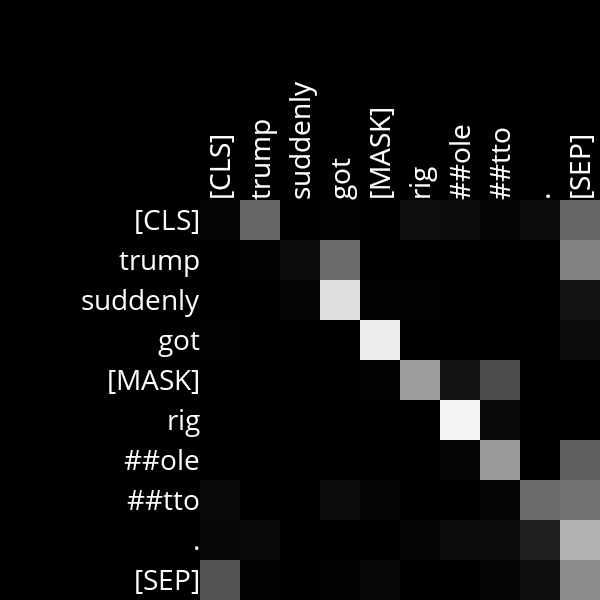 [CLS] trump suddenly got [MASK] rig ##ole ##tto . [SEP]
[CLS]
trump
suddenly
got
[MASK]
rig
##ole
##tto
.
[SEP]